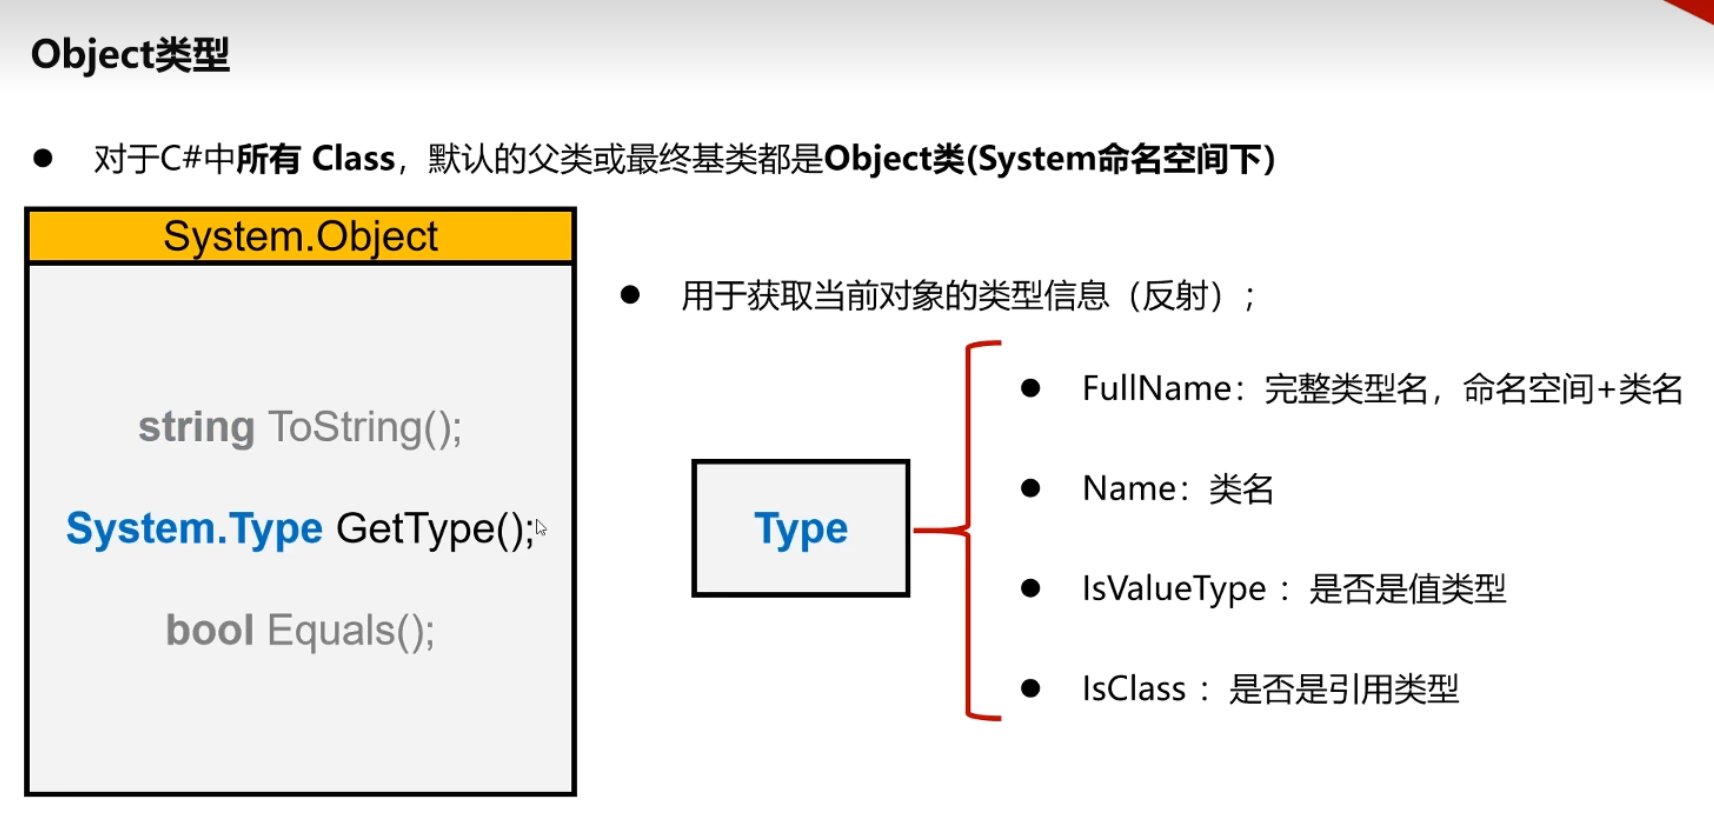 Object类型
● 对于C#中所有 Class，默认的父类或最终基类都是Object类(System命名空间下)
System.Object
string ToString();
System.Type GetType();
bool Equals();
● 用于获取当前对象的类型信息（反射）；
Type
● FullName：完整类型名，命名空间+类名
● Name：类名
● IsValueType ：是否是值类型
● IsClass ：是否是引用类型